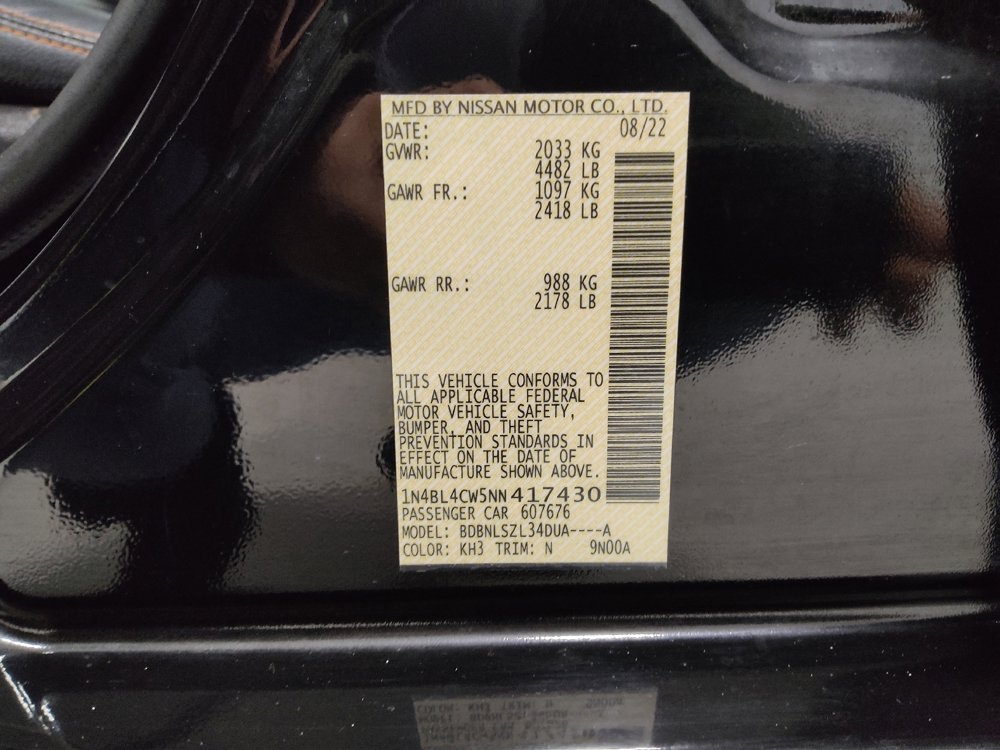 MFD BY NISSAN MOTOR CO., LTD.
DATE: 08/22
GVWR: 2033 KG
4482 LB
GAWR FR.: 1097 KG
2418 LB
GAWR RR.: 988 KG
2178 LB
THIS VEHICLE CONFORMS TO
ALL APPLICABLE FEDERAL
MOTOR VEHICLE SAFETY,
BUMPER, AND THEFT
PREVENTION STANDARDS IN
EFFECT ON THE DATE OF
MANUFACTURE SHOWN ABOVE.
1N4BL4CW5NN417430
PASSENGER CAR 607676
MODEL: BDBNLSZL34DUA----A
COLOR: KH3 TRIM: N 9N00A